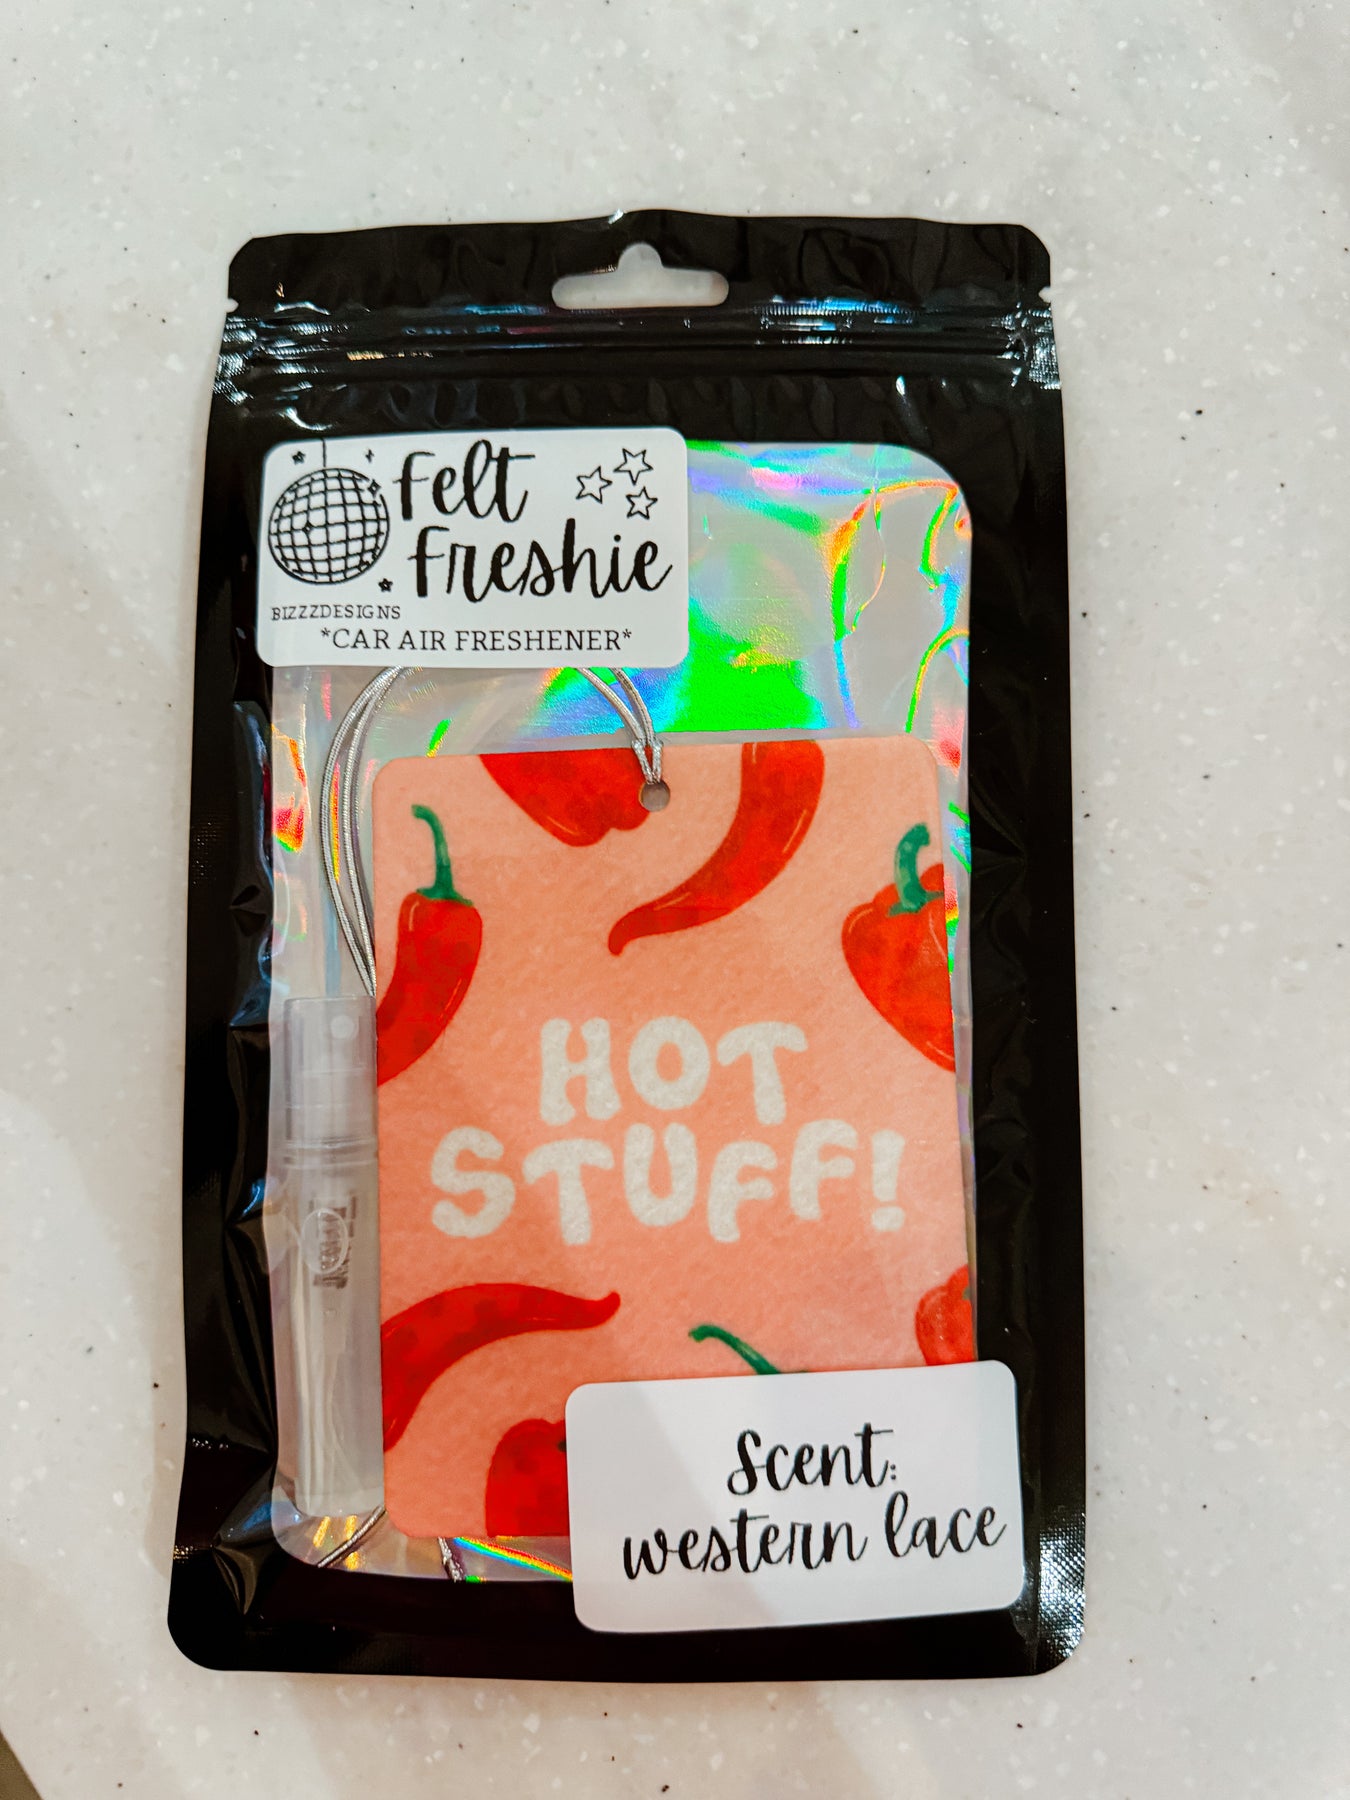 Felt
Freshie
BIZZZDESIGNS
*CAR AIR FRESHENER*
HOT
STUFF!
Scent:
western lace